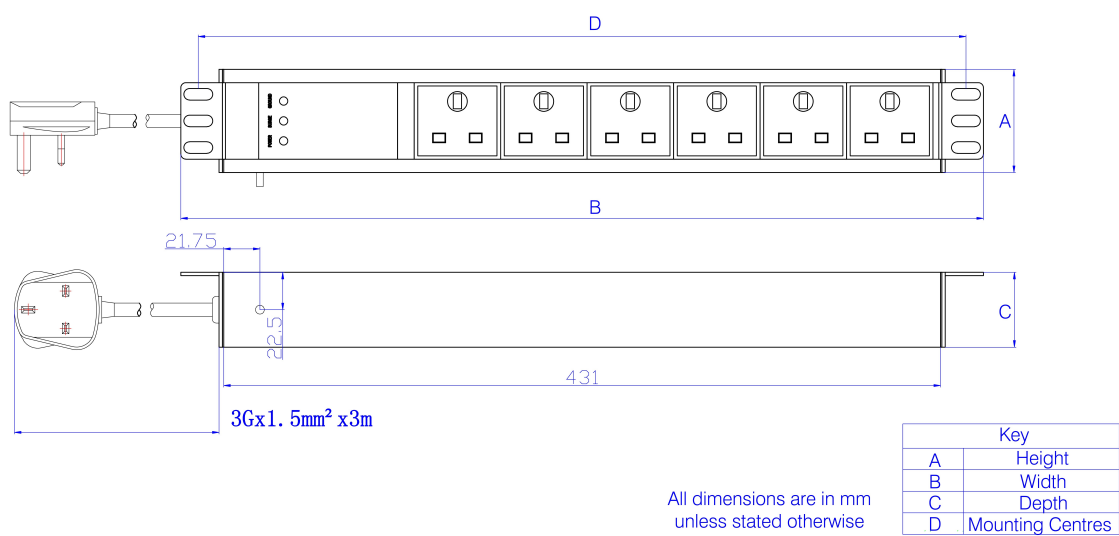 D
A
B
21.75
22.5
C
431
3Gx1.5mm² x3m
All dimensions are in mm
unless stated otherwise
Key
A Height
B Width
C Depth
D Mounting Centres